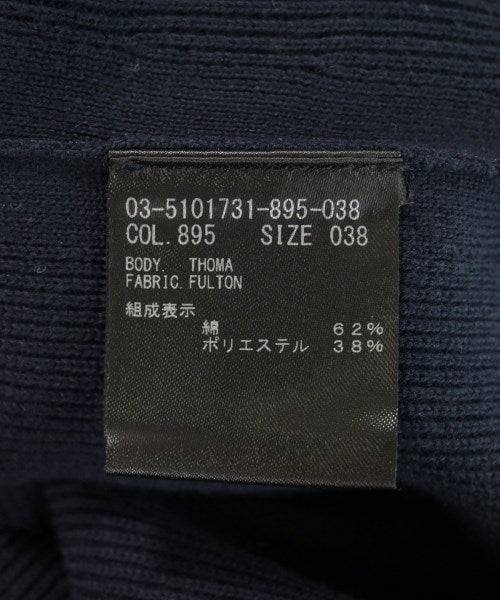 03-5101731-895-038
COL. 895 SIZE 038
BODY. THOMA
FABRIC. FULTON
組成表示
綿 62%
ポリエステル 38%